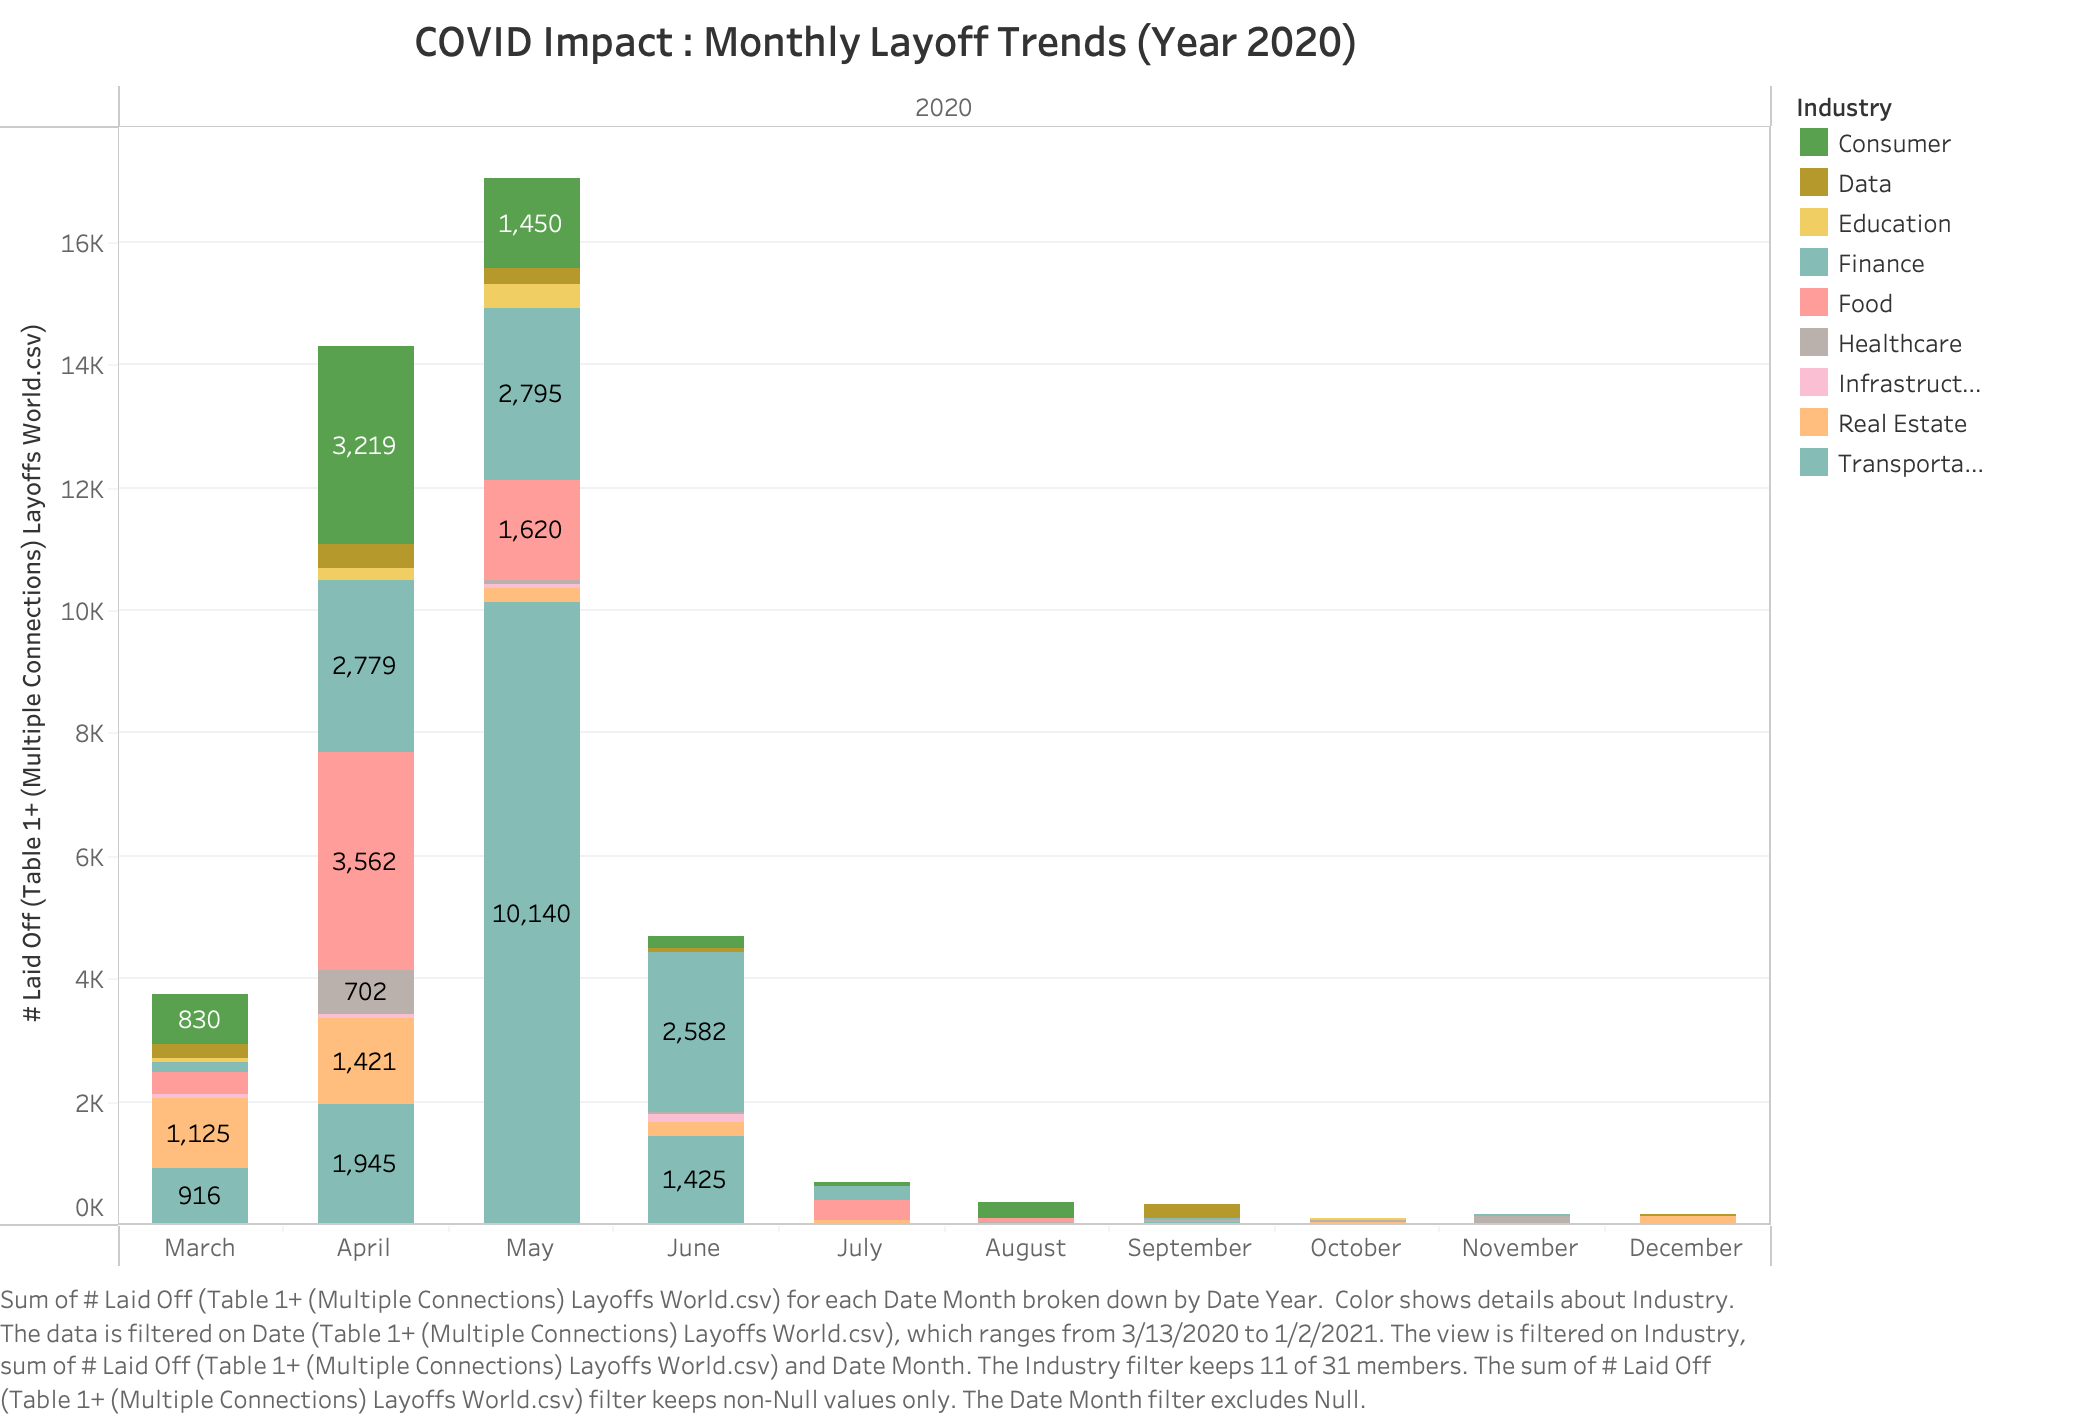 COVID Impact : Monthly Layoff Trends (Year 2020)
2020
Industry
Consumer
Data
Education
Finance
Food
Healthcare
Infrastruct...
Real Estate
Transporta...
# Laid Off (Table 1+ (Multiple Connections) Layoffs World.csv)
16K
14K
12K
10K
8K
6K
4K
2K
0K
830
1,125
916
3,219
2,779
3,562
702
1,421
1,945
1,450
2,795
1,620
10,140
2,582
1,425
March April May June July August September October November December
Sum of # Laid Off (Table 1+ (Multiple Connections) Layoffs World.csv) for each Date Month broken down by Date Year.  Color shows details about Industry.
The data is filtered on Date (Table 1+ (Multiple Connections) Layoffs World.csv), which ranges from 3/13/2020 to 1/2/2021. The view is filtered on Industry,
sum of # Laid Off (Table 1+ (Multiple Connections) Layoffs World.csv) and Date Month. The Industry filter keeps 11 of 31 members. The sum of # Laid Off
(Table 1+ (Multiple Connections) Layoffs World.csv) filter keeps non-Null values only. The Date Month filter excludes Null.